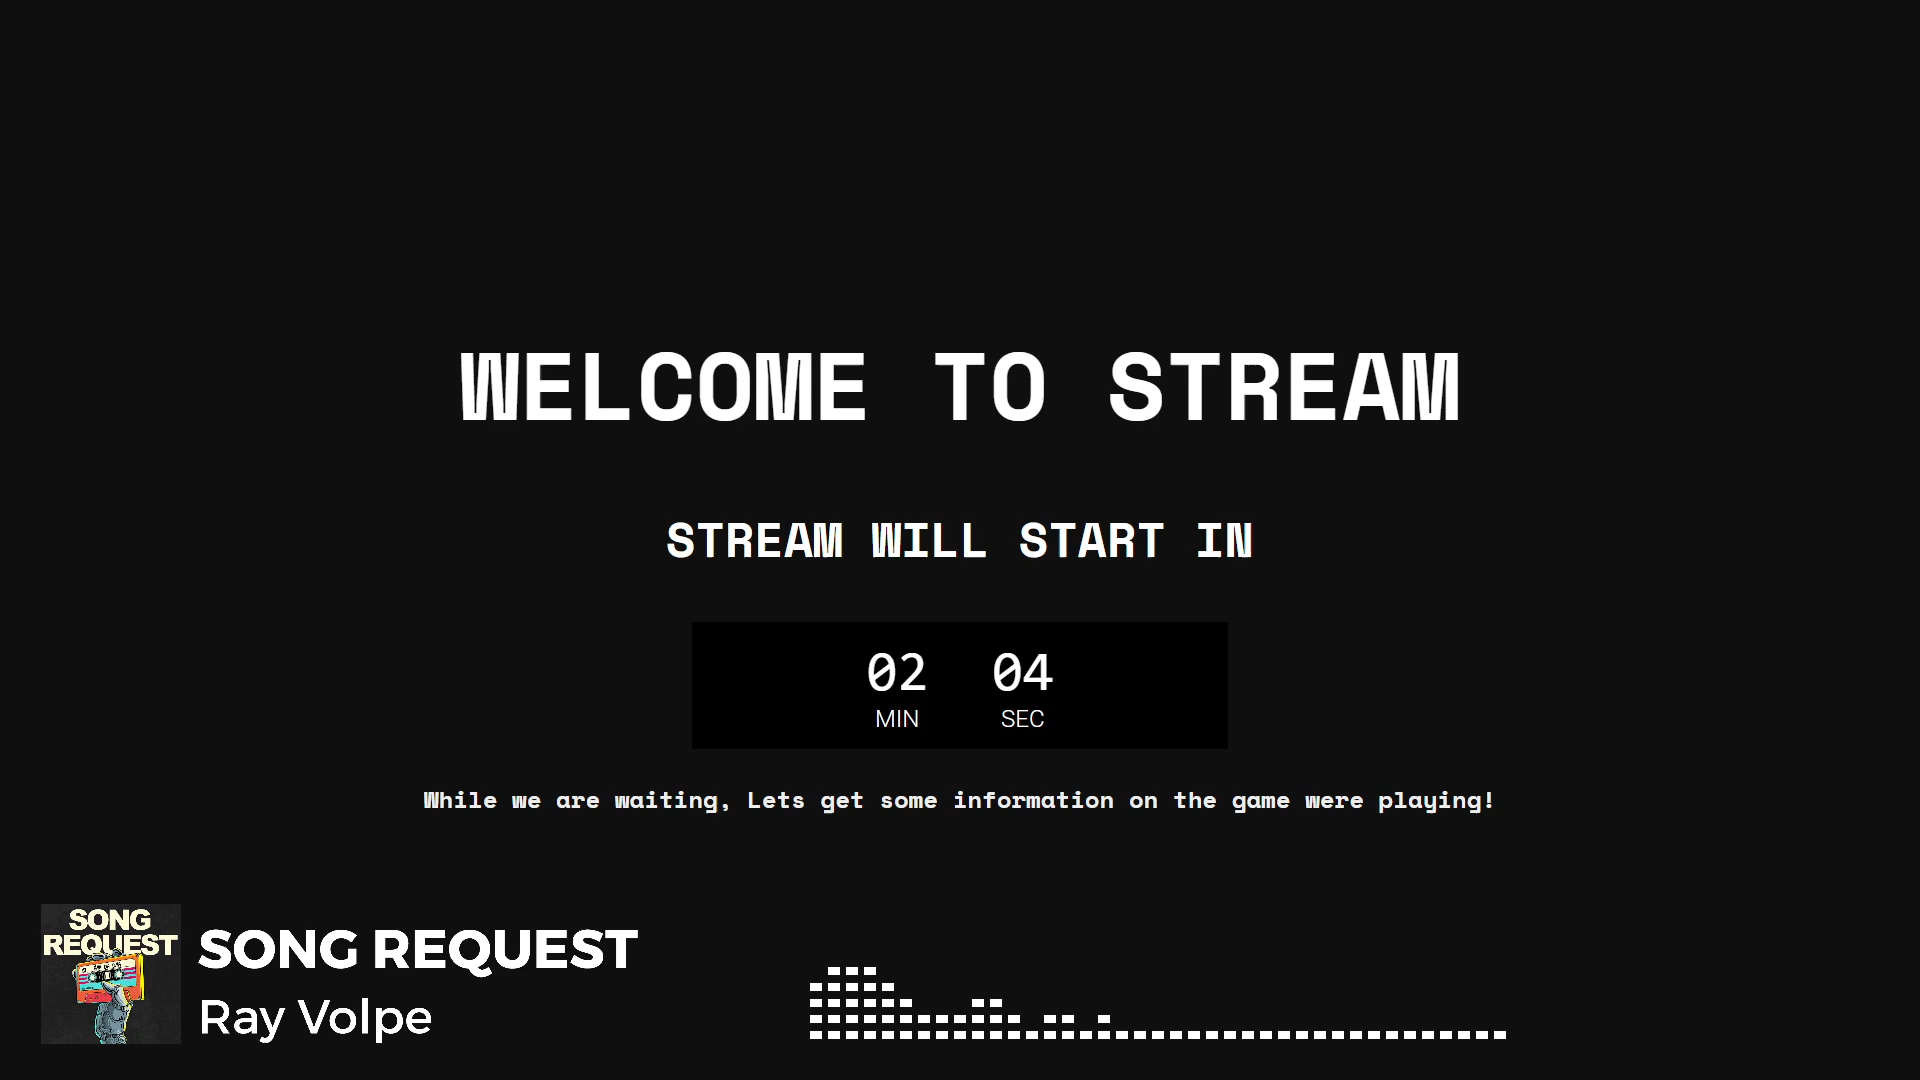 WELCOME TO STREAM
STREAM WILL START IN
02 04
MIN SEC
While we are waiting, Lets get some information on the game were playing!
SONG
REQUEST
SONG REQUEST
Ray Volpe